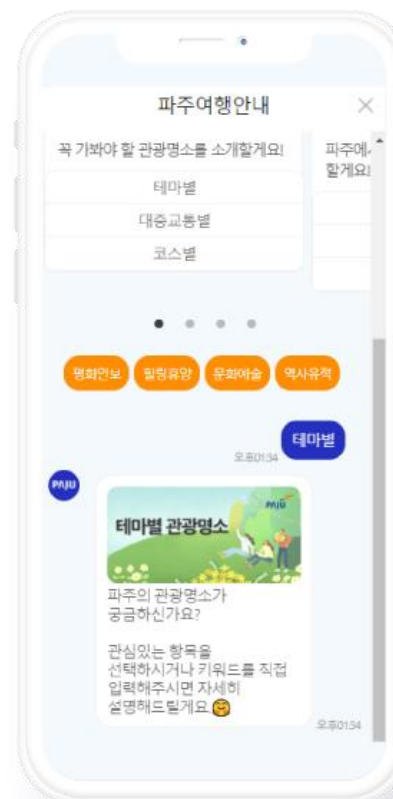 파주여행안내
꼭 가봐야 할 관광명소를 소개할게요!
파주에
할게요!
테마별
대중교통별
코스별
평화안보 힐링휴양 문화예술 역사유적
테마별
오후01:34
PAJU
PAJU
테마별 관광명소
파주의 관광명소가
궁금하신가요?
관심있는 항목을
선택하시거나 키워드를 직접
입력해주시면 자세히
설명해드릴게요
오후01:34